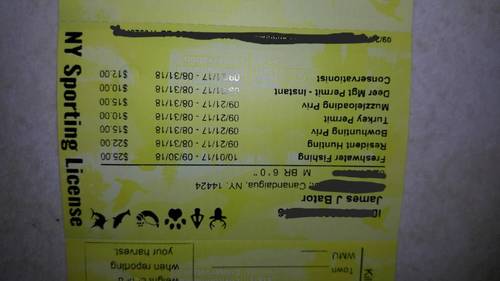 NY Sporting License
James J Bator
Canandaigua, NY. 14424
M BR 6' 0"
Freshwater Fishing 10/01/17 - 09/30/18 $25.00
Resident Hunting 09/21/17 - 08/31/18 $22.00
Bowhunting Priv 09/21/17 - 08/31/18 $15.00
Turkey Permit 09/21/17 - 08/31/18 $10.00
Muzzleloading Priv 09/21/17 - 08/31/18 $15.00
Deer Mgt Permit - Instant 08/31/18 $10.00
Conservationist 08/31/18 $12.00
Town
WMU
when reporting
your harvest